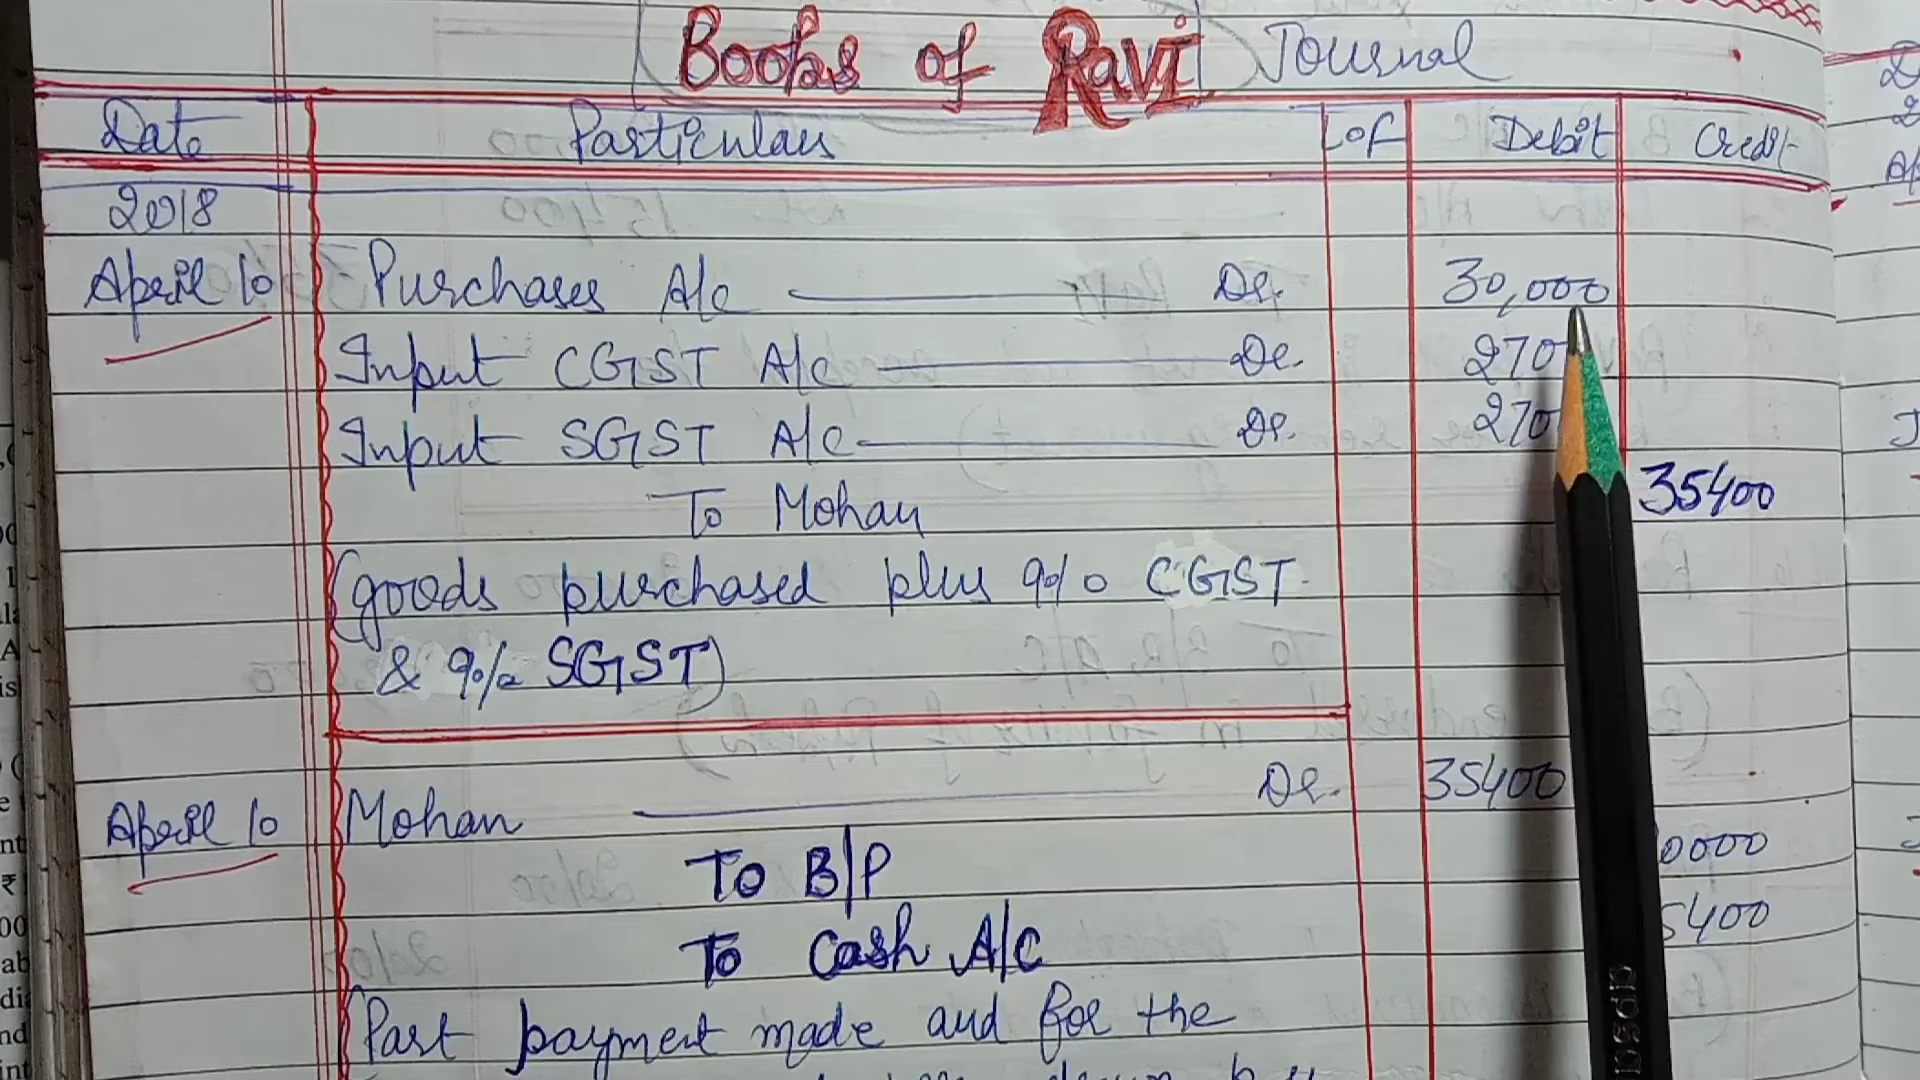 Books of Ravi Journal
Date Particulars L.F Debit Credit
2018
April 10 Purchases A/c Dr. 30,000
Input CGST A/c Dr. 270
Input SGST A/c Dr. 270
To Mohan 35400
(goods purchased plus 9% CGST
& 9% SGST)
April 10 Mohan Dr. 35400
To B/P 0000
To Cash A/C 5400
(Part payment made and for the